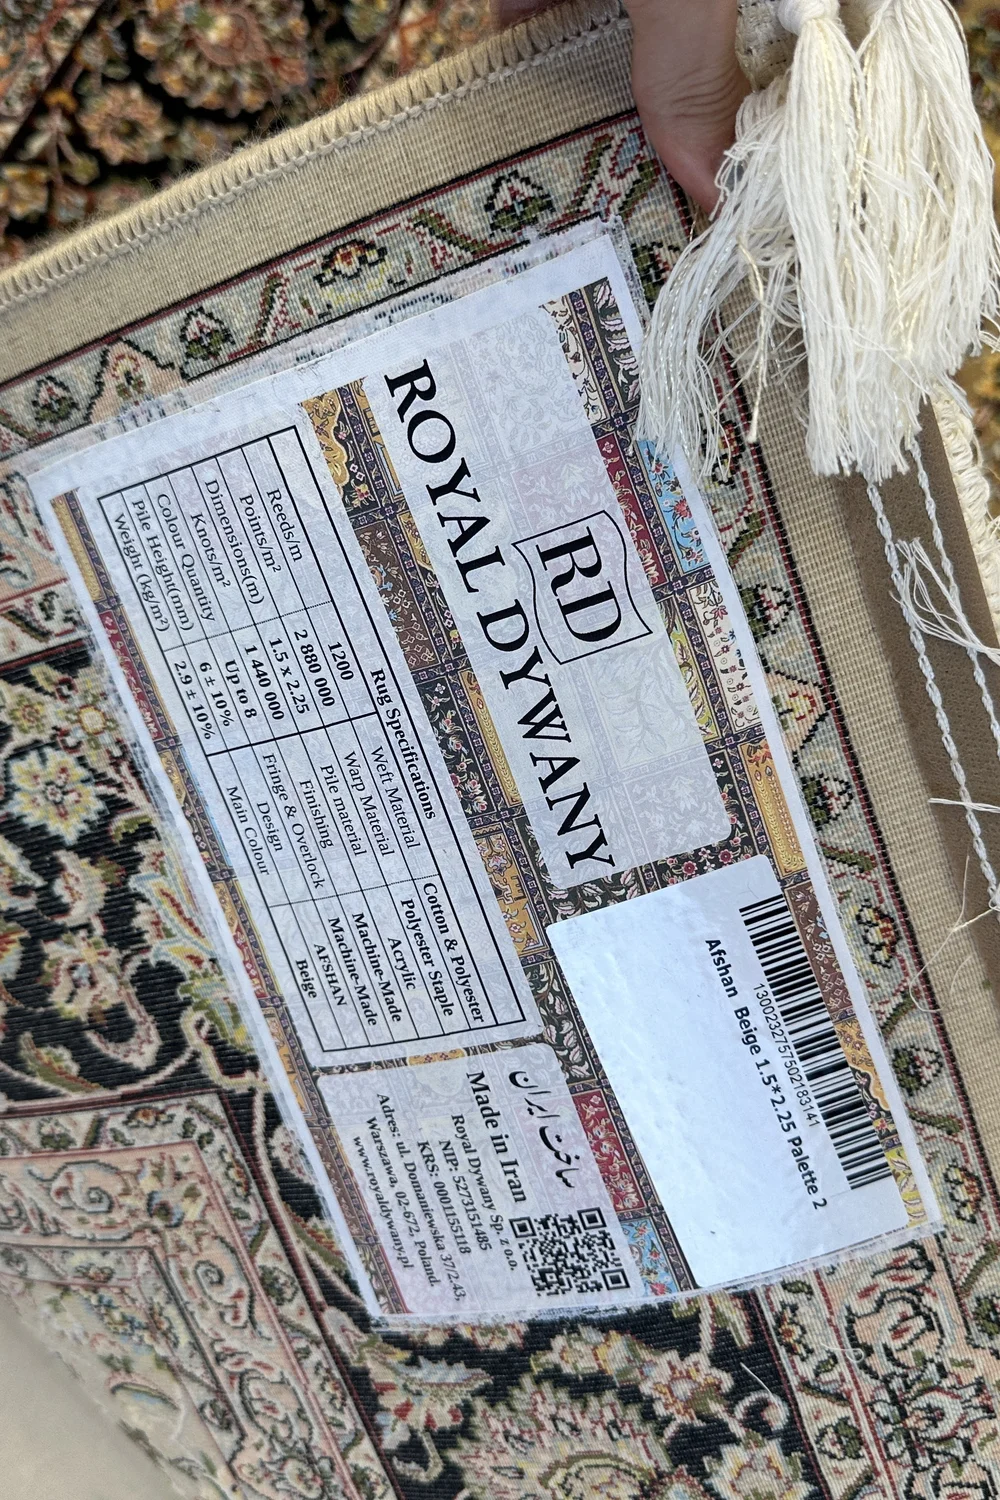 RD
ROYAL DYWANY
Rug Specifications
Reeds/m 1200 Weft Material Cotton & Polyester
Points/m² 2 880 000 Warp Material Polyester Staple
Dimensions(m) 1.5 x 2.25 Pile material Acrylic
Knots/m² 1 440 000 Finishing Machine-Made
Colour Quantity Up to 8 Fringe & Overlock Machine-Made
Pile Height(mm) 6 ± 10% Design AFSHAN
Weight (kg/m²) 2.9 ± 10% Main Colour Beige
1300232757502183141
Afshan Beige 1.5*2.25 Palette 2
ساخت ایران
Made in Iran
Royal Dywany Sp. z o.o.
NIP: 5273151485
KRS: 0001155118
Adres: ul. Domaniewska 37/2.43,
Warszawa, 02-672, Poland.
www.royaldywany.pl